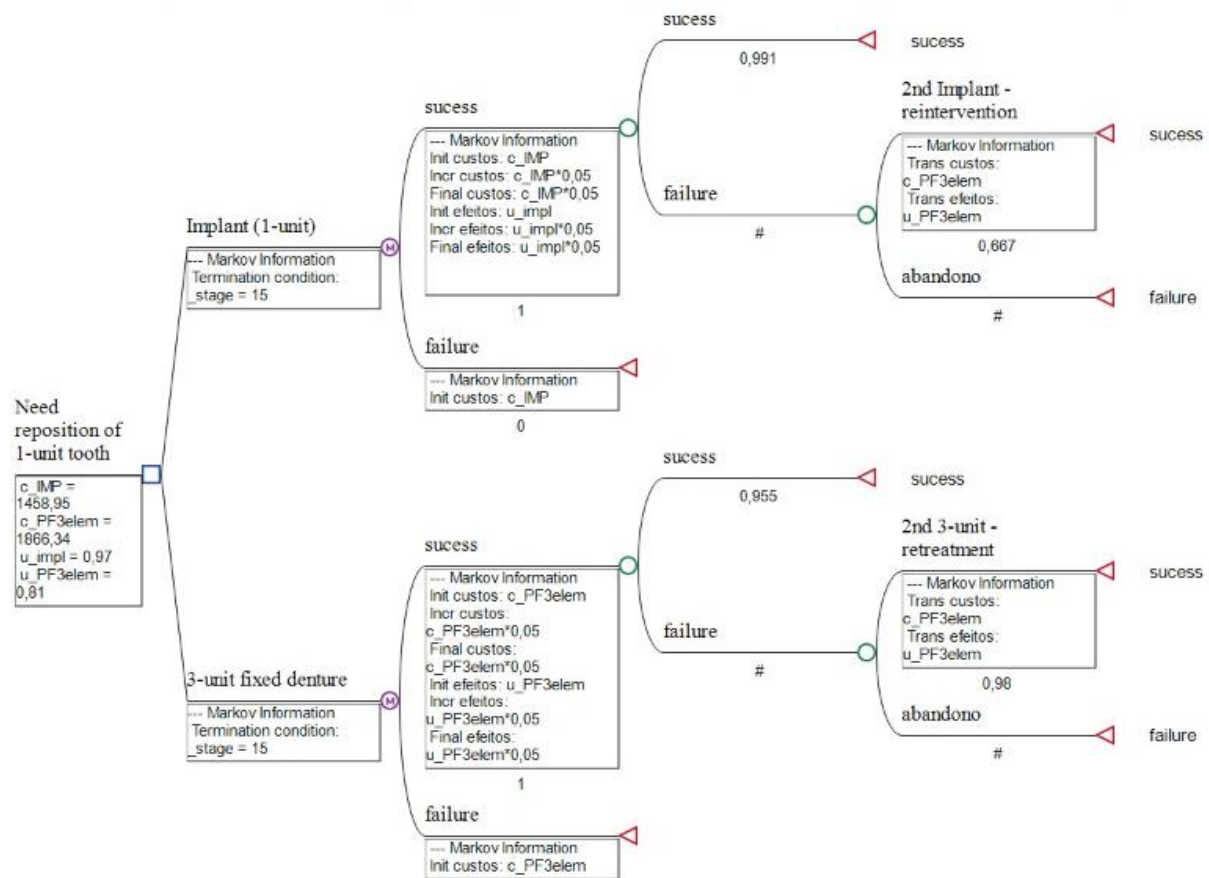 Need
reposition of
1-unit tooth
c_IMP =
1458,95
c_PF3elem =
1866,34
u_impl = 0,97
u_PF3elem =
0,81
Implant (1-unit)
--- Markov Information
Termination condition:
_stage = 15
M
sucess
--- Markov Information
Init custos: c_IMP
Incr custos: c_IMP*0,05
Final custos: c_IMP*0,05
Init efeitos: u_impl
Incr efeitos: u_impl*0,05
Final efeitos: u_impl*0,05
1
sucess
0,991
sucess
failure
#
2nd Implant -
reintervention
--- Markov Information
Trans custos:
c_PF3elem
Trans efeitos:
u_PF3elem
0,667
sucess
abandono
#
failure
failure
--- Markov Information
Init custos: c_IMP
0
3-unit fixed denture
--- Markov Information
Termination condition:
_stage = 15
M
sucess
--- Markov Information
Init custos: c_PF3elem
Incr custos:
c_PF3elem*0,05
Final custos:
c_PF3elem*0,05
Init efeitos: u_PF3elem
Incr efeitos:
u_PF3elem*0,05
Final efeitos:
u_PF3elem*0,05
1
sucess
0,955
sucess
failure
#
2nd 3-unit -
retreatment
--- Markov Information
Trans custos:
c_PF3elem
Trans efeitos:
u_PF3elem
0,98
sucess
abandono
#
failure
failure
--- Markov Information
Init custos: c_PF3elem